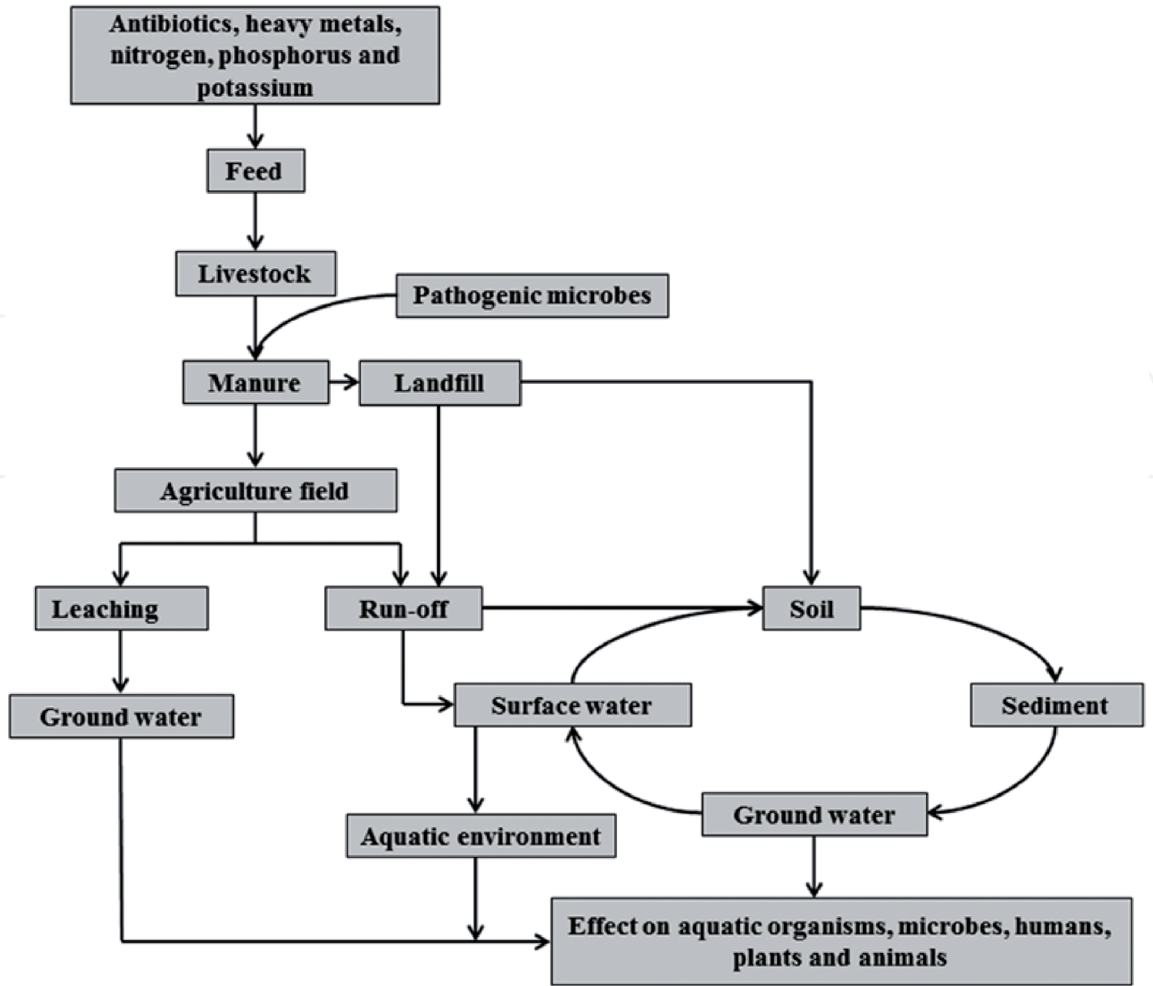 Antibiotics, heavy metals,
nitrogen, phosphorus and
potassium
Feed
Livestock
Pathogenic microbes
Manure
Landfill
Agriculture field
Leaching
Run-off
Soil
Ground water
Surface water
Sediment
Aquatic environment
Ground water
Effect on aquatic organisms, microbes, humans,
plants and animals